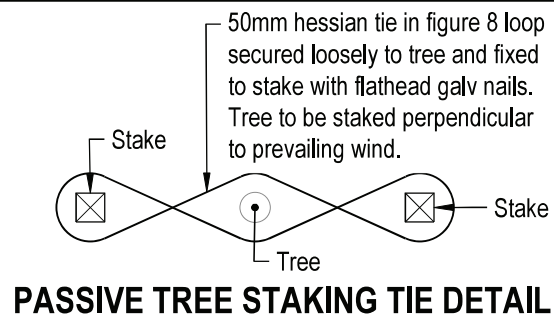 50mm hessian tie in figure 8 loop
secured loosely to tree and fixed
to stake with flathead galv nails.
Tree to be staked perpendicular
to prevailing wind.
Stake
Stake
Tree
PASSIVE TREE STAKING TIE DETAIL